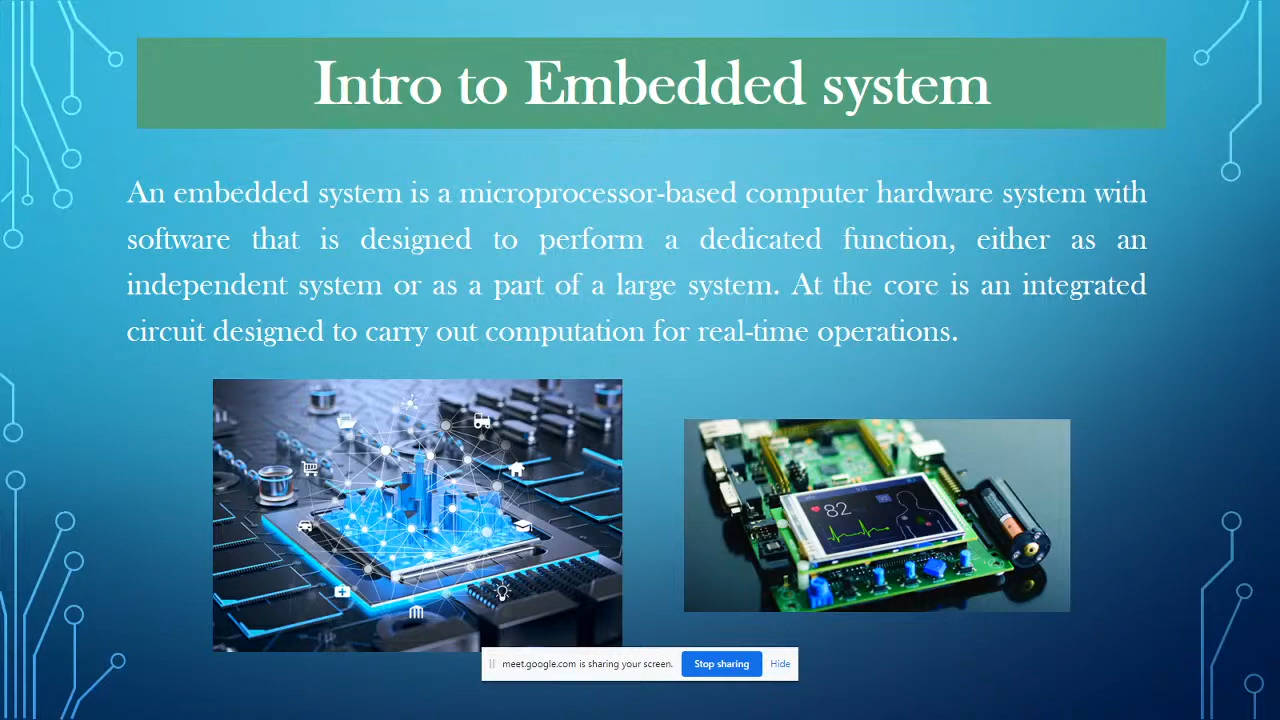 Intro to Embedded system
An embedded system is a microprocessor-based computer hardware system with
software that is designed to perform a dedicated function, either as an
independent system or as a part of a large system. At the core is an integrated
circuit designed to carry out computation for real-time operations.
82
meet.google.com is sharing your screen. Stop sharing Hide